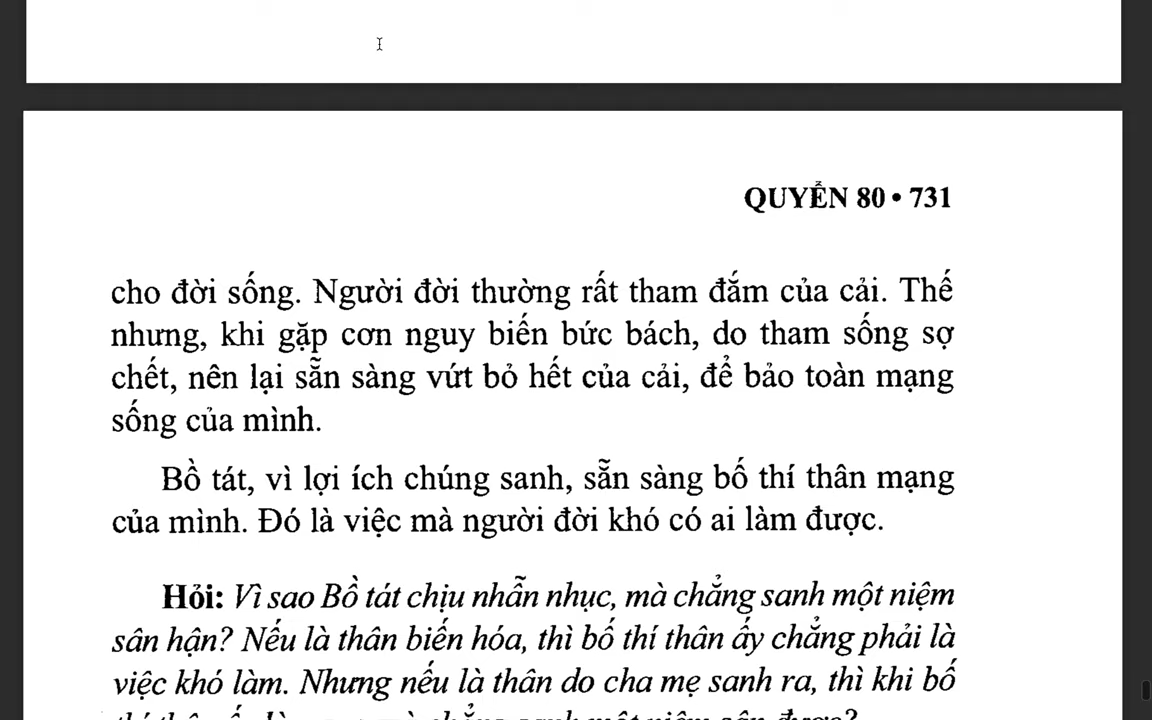 QUYỂN 80 • 731
cho đời sống. Người đời thường rất tham đắm của cải. Thế
nhưng, khi gặp cơn nguy biến bức bách, do tham sống sợ
chết, nên lại sẵn sàng vứt bỏ hết của cải, để bảo toàn mạng
sống của mình.
Bồ tát, vì lợi ích chúng sanh, sẵn sàng bố thí thân mạng
của mình. Đó là việc mà người đời khó có ai làm được.
Hỏi: Vì sao Bồ tát chịu nhẫn nhục, mà chẳng sanh một niệm
sân hận? Nếu là thân biến hóa, thì bố thí thân ấy chẳng phải là
việc khó làm. Nhưng nếu là thân do cha mẹ sanh ra, thì khi bố